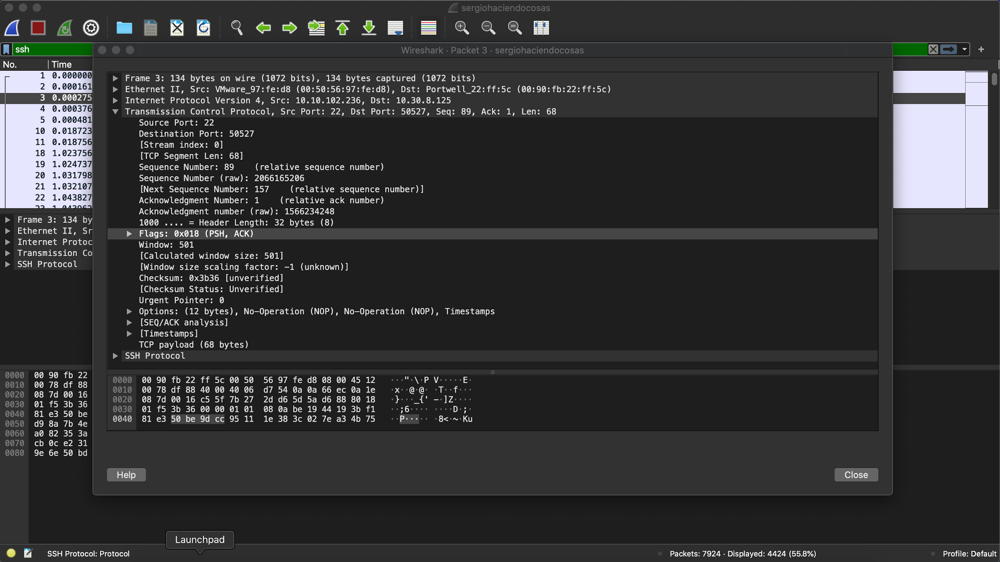 sergiohaciendocosas
ssh
Wireshark · Packet 3 · sergiohaciendocosas
No. Time
1 0.000000
2 0.000161
3 0.000275
4 0.000376
5 0.000481
10 0.018723
11 0.018756
18 1.023756
19 1.024737
20 1.031798
21 1.032107
22 1.043827
Frame 3: 134 by
Ethernet II, Sr
Internet Protoc
Transmission Co
SSH Protocol
0000 00 90 fb 22
0010 00 78 df 88
0020 08 7d 00 16
0030 01 f5 3b 36
0040 81 e3 50 be
0050 d9 8a 7b 4e
0060 a0 82 35 3a
0070 cb 0c e2 31
0080 9e 6e 50 bd
Frame 3: 134 bytes on wire (1072 bits), 134 bytes captured (1072 bits)
Ethernet II, Src: VMware_97:fe:d8 (00:50:56:97:fe:d8), Dst: Portwell_22:ff:5c (00:90:fb:22:ff:5c)
Internet Protocol Version 4, Src: 10.10.102.236, Dst: 10.30.8.125
Transmission Control Protocol, Src Port: 22, Dst Port: 50527, Seq: 89, Ack: 1, Len: 68
Source Port: 22
Destination Port: 50527
[Stream index: 0]
[TCP Segment Len: 68]
Sequence Number: 89    (relative sequence number)
Sequence Number (raw): 2066165206
[Next Sequence Number: 157    (relative sequence number)]
Acknowledgment Number: 1    (relative ack number)
Acknowledgment number (raw): 1566234248
1000 .... = Header Length: 32 bytes (8)
Flags: 0x018 (PSH, ACK)
Window: 501
[Calculated window size: 501]
[Window size scaling factor: -1 (unknown)]
Checksum: 0x3b36 [unverified]
[Checksum Status: Unverified]
Urgent Pointer: 0
Options: (12 bytes), No-Operation (NOP), No-Operation (NOP), Timestamps
[SEQ/ACK analysis]
[Timestamps]
TCP payload (68 bytes)
SSH Protocol
0000 00 90 fb 22 ff 5c 00 50 56 97 fe d8 08 00 45 12 ···"·\·P V·····E·
0010 00 78 df 88 40 00 40 06 d7 54 0a 0a 66 ec 0a 1e ·x··@·@· ·T··f···
0020 08 7d 00 16 c5 5f 7b 27 2d d6 5d 5a d6 88 80 18 ·}···_{' -·]Z····
0030 01 f5 3b 36 00 00 01 01 08 0a be 19 44 19 3b f1 ··;6···· ····D·;·
0040 81 e3 50 be 9d cc 95 11 1e 38 3c 02 7e a3 4b 75 ··P····· ·8<·~·Ku
Help
Close
Launchpad
SSH Protocol: Protocol
Packets: 7924 · Displayed: 4424 (55.8%)
Profile: Default